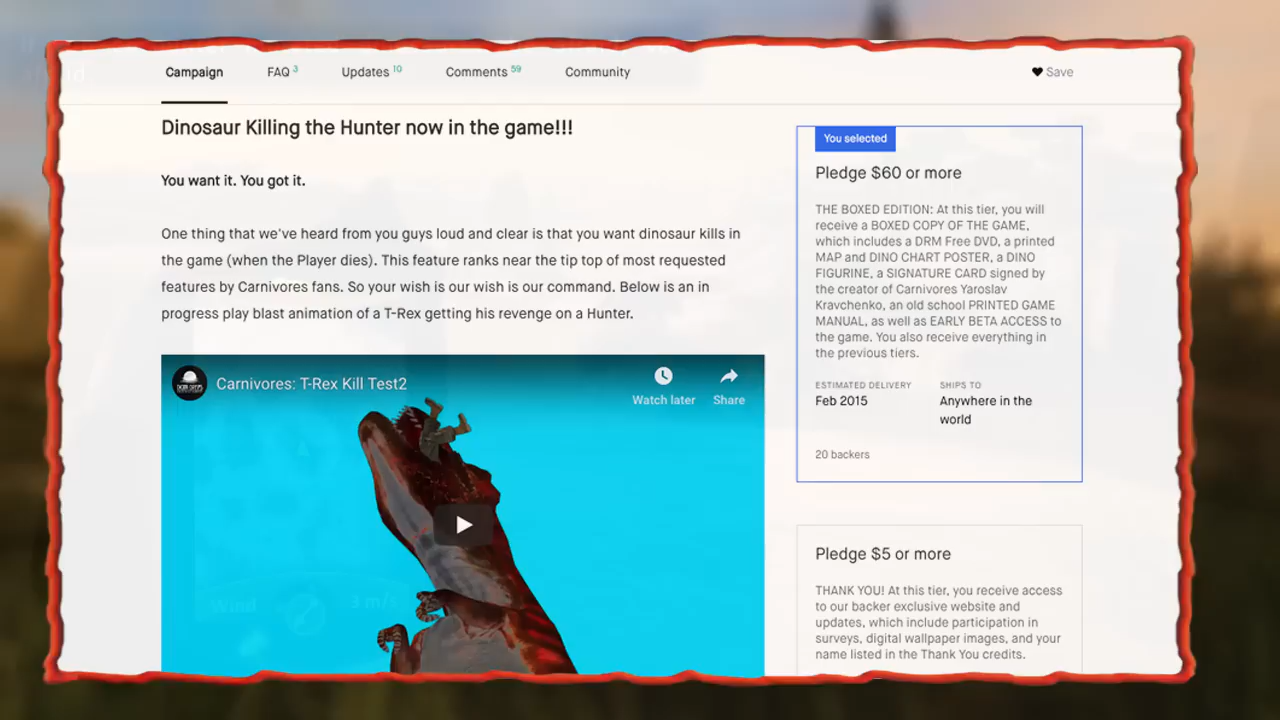 Campaign
FAQ 3
Updates 10
Comments 59
Community
Save
Dinosaur Killing the Hunter now in the game!!!
You want it. You got it.
One thing that we've heard from you guys loud and clear is that you want dinosaur kills in
the game (when the Player dies). This feature ranks near the tip top of most requested
features by Carnivores fans. So your wish is our wish is our command. Below is an in
progress play blast animation of a T-Rex getting his revenge on a Hunter.
Carnivores: T-Rex Kill Test2
Watch later
Share
Wind
3 m/s
You selected
Pledge $60 or more
THE BOXED EDITION: At this tier, you will
receive a BOXED COPY OF THE GAME,
which includes a DRM Free DVD, a printed
MAP and DINO CHART POSTER, a DINO
FIGURINE, a SIGNATURE CARD signed by
the creator of Carnivores Yaroslav
Kravchenko, an old school PRINTED GAME
MANUAL, as well as EARLY BETA ACCESS to
the game. You also receive everything in
the previous tiers.
ESTIMATED DELIVERY
Feb 2015
SHIPS TO
Anywhere in the
world
20 backers
Pledge $5 or more
THANK YOU! At this tier, you receive access
to our backer exclusive website and
updates, which include participation in
surveys, digital wallpaper images, and your
name listed in the Thank You credits.